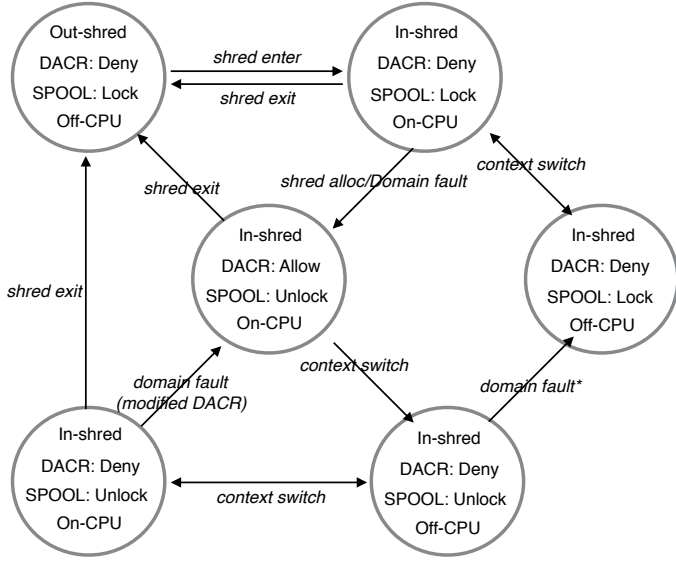 Out-shred
DACR: Deny
SPOOL: Lock
Off-CPU
shred enter
shred exit
In-shred
DACR: Deny
SPOOL: Lock
On-CPU
shred exit
shred alloc/Domain fault
context switch
In-shred
DACR: Allow
SPOOL: Unlock
On-CPU
In-shred
DACR: Deny
SPOOL: Lock
Off-CPU
shred exit
domain fault
(modified DACR)
context switch
domain fault*
In-shred
DACR: Deny
SPOOL: Unlock
On-CPU
context switch
In-shred
DACR: Deny
SPOOL: Unlock
Off-CPU